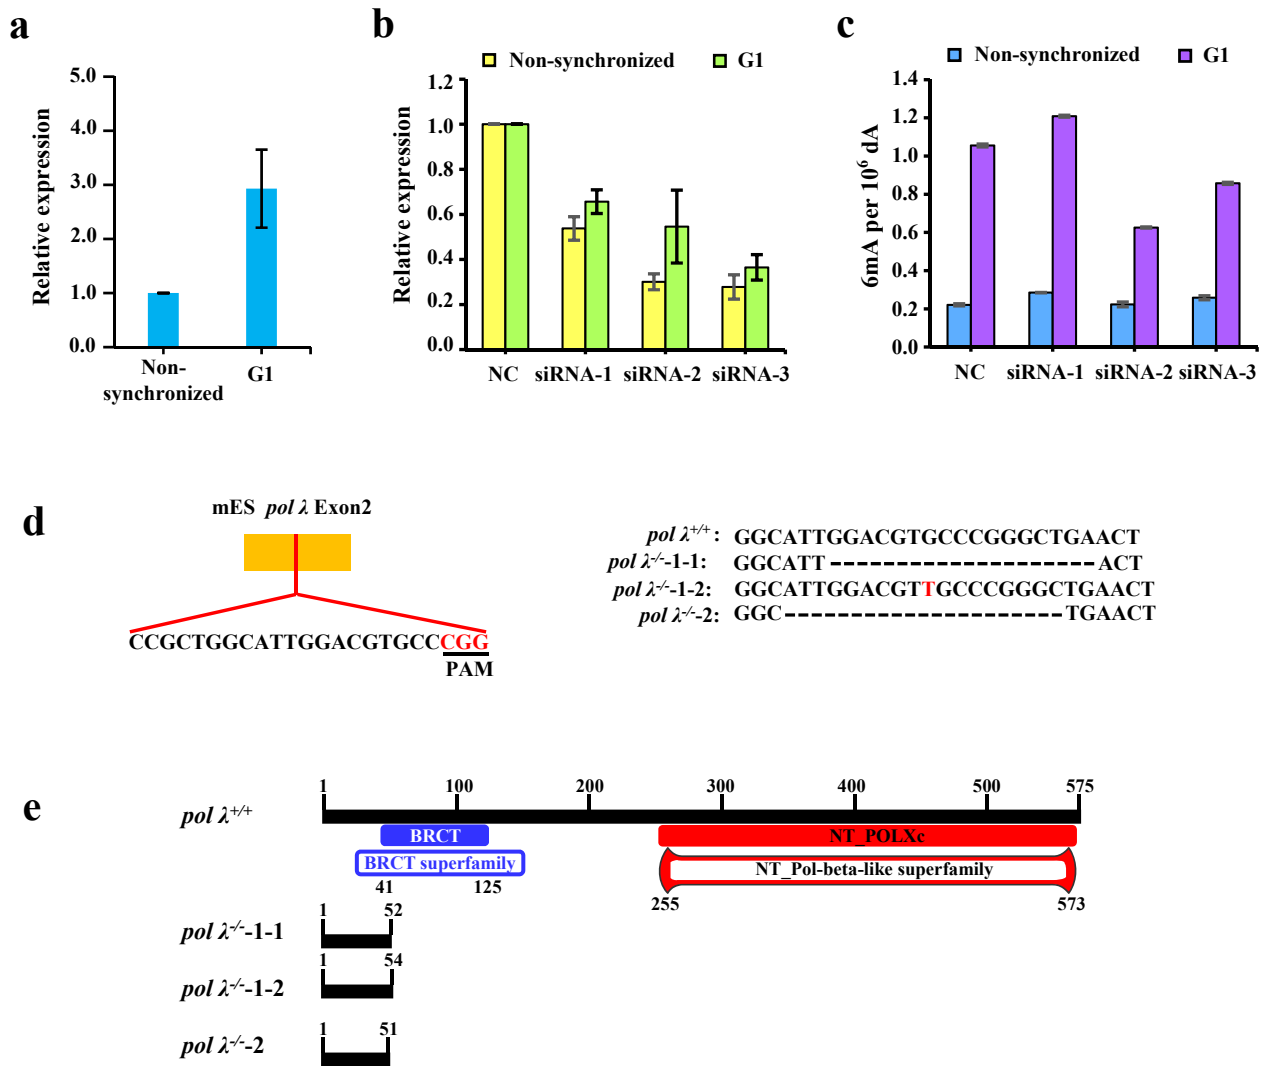 a
Relative expression
5.0
4.0
3.0
2.0
1.0
0.0
Non-
synchronized
G1
b
Non-synchronized
G1
Relative expression
1.2
1.0
0.8
0.6
0.4
0.2
0.0
NC
siRNA-1
siRNA-2
siRNA-3
c
Non-synchronized
G1
6mA per 10⁶ dA
1.4
1.2
1.0
0.8
0.6
0.4
0.2
0.0
NC
siRNA-1
siRNA-2
siRNA-3
d
mES pol λ Exon2
CCGCTGGCATTGGACGTGCCCGG
PAM
pol λ+/+: GGCATTGGACGTGCCCGGGCTGAACT
pol λ-/--1-1: GGCATT--------------------ACT
pol λ-/--1-2: GGCATTGGACGTTGCCCGGGCTGAACT
pol λ-/--2: GGC---------------------TGAACT
e
1 100 200 300 400 500 575
pol λ+/+
BRCT
NT_POLXc
BRCT superfamily
NT_Pol-beta-like superfamily
41 125
255 573
1 52
pol λ-/--1-1
1 54
pol λ-/--1-2
1 51
pol λ-/--2